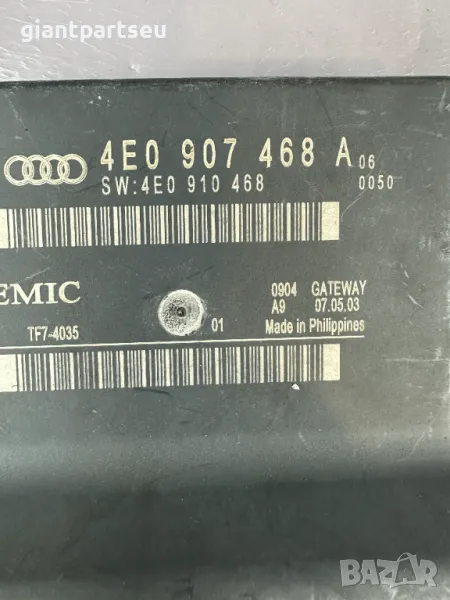 giantpartseu
4E0 907 468 A 06
SW:4E0 910 468 0050
EMIC 0904 GATEWAY
A9 07.05.03
TF7-4035 01 Made in Philippines
bazar